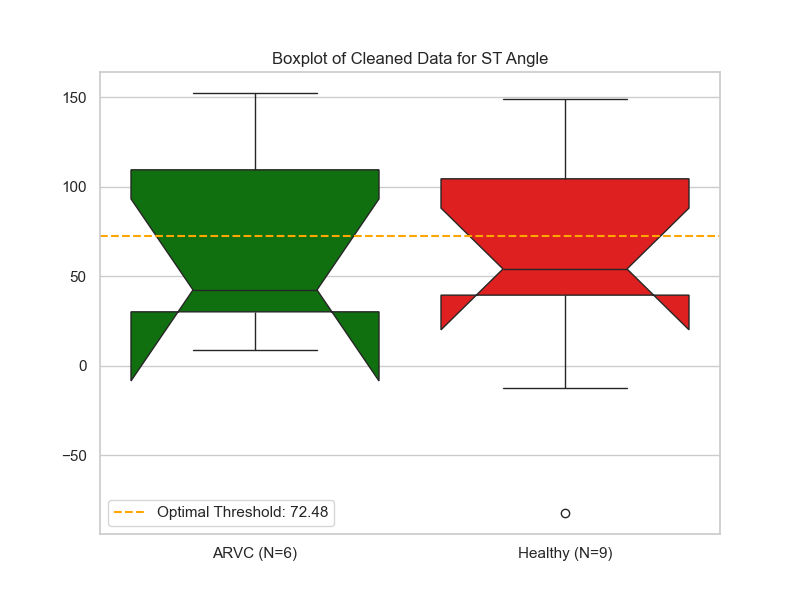 Boxplot of Cleaned Data for ST Angle
150
100
50
0
−50
Optimal Threshold: 72.48
ARVC (N=6)
Healthy (N=9)